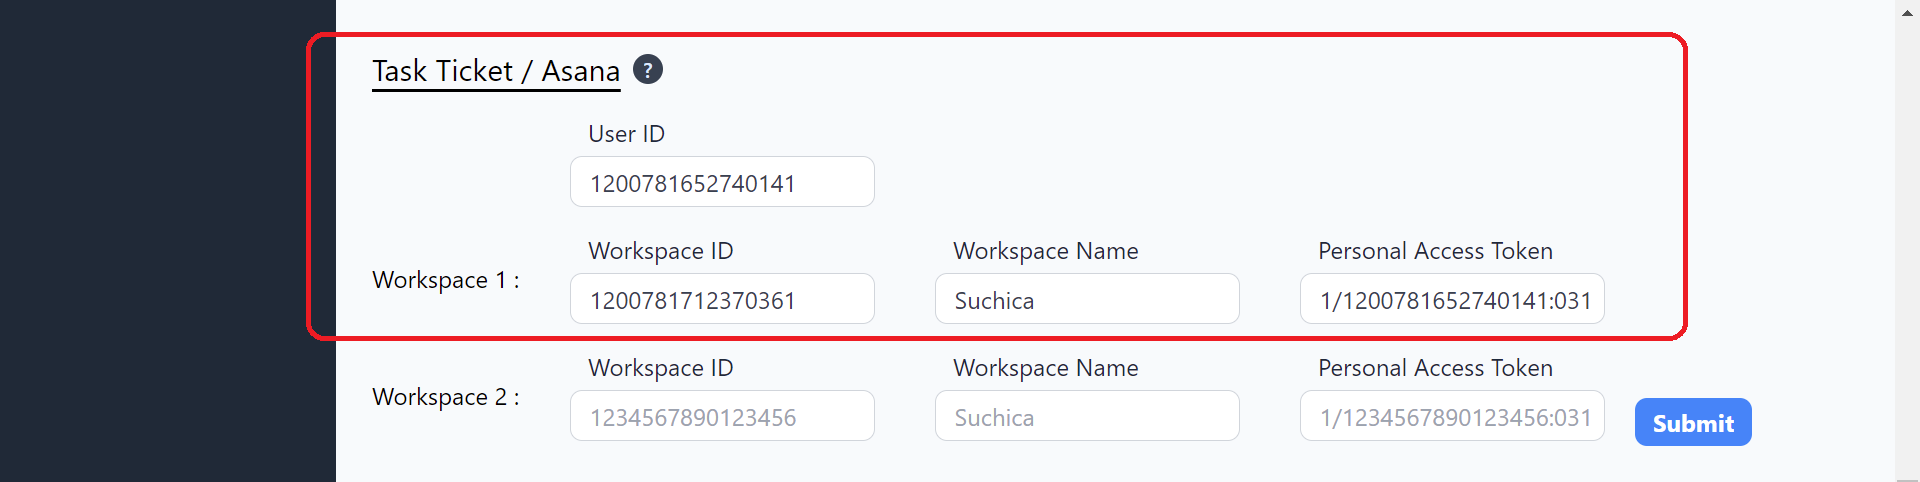 Task Ticket / Asana ?
User ID
1200781652740141
Workspace ID Workspace Name Personal Access Token
Workspace 1 : 1200781712370361 Suchica 1/1200781652740141:031
Workspace ID Workspace Name Personal Access Token
Workspace 2 : 1234567890123456 Suchica 1/1234567890123456:031 Submit